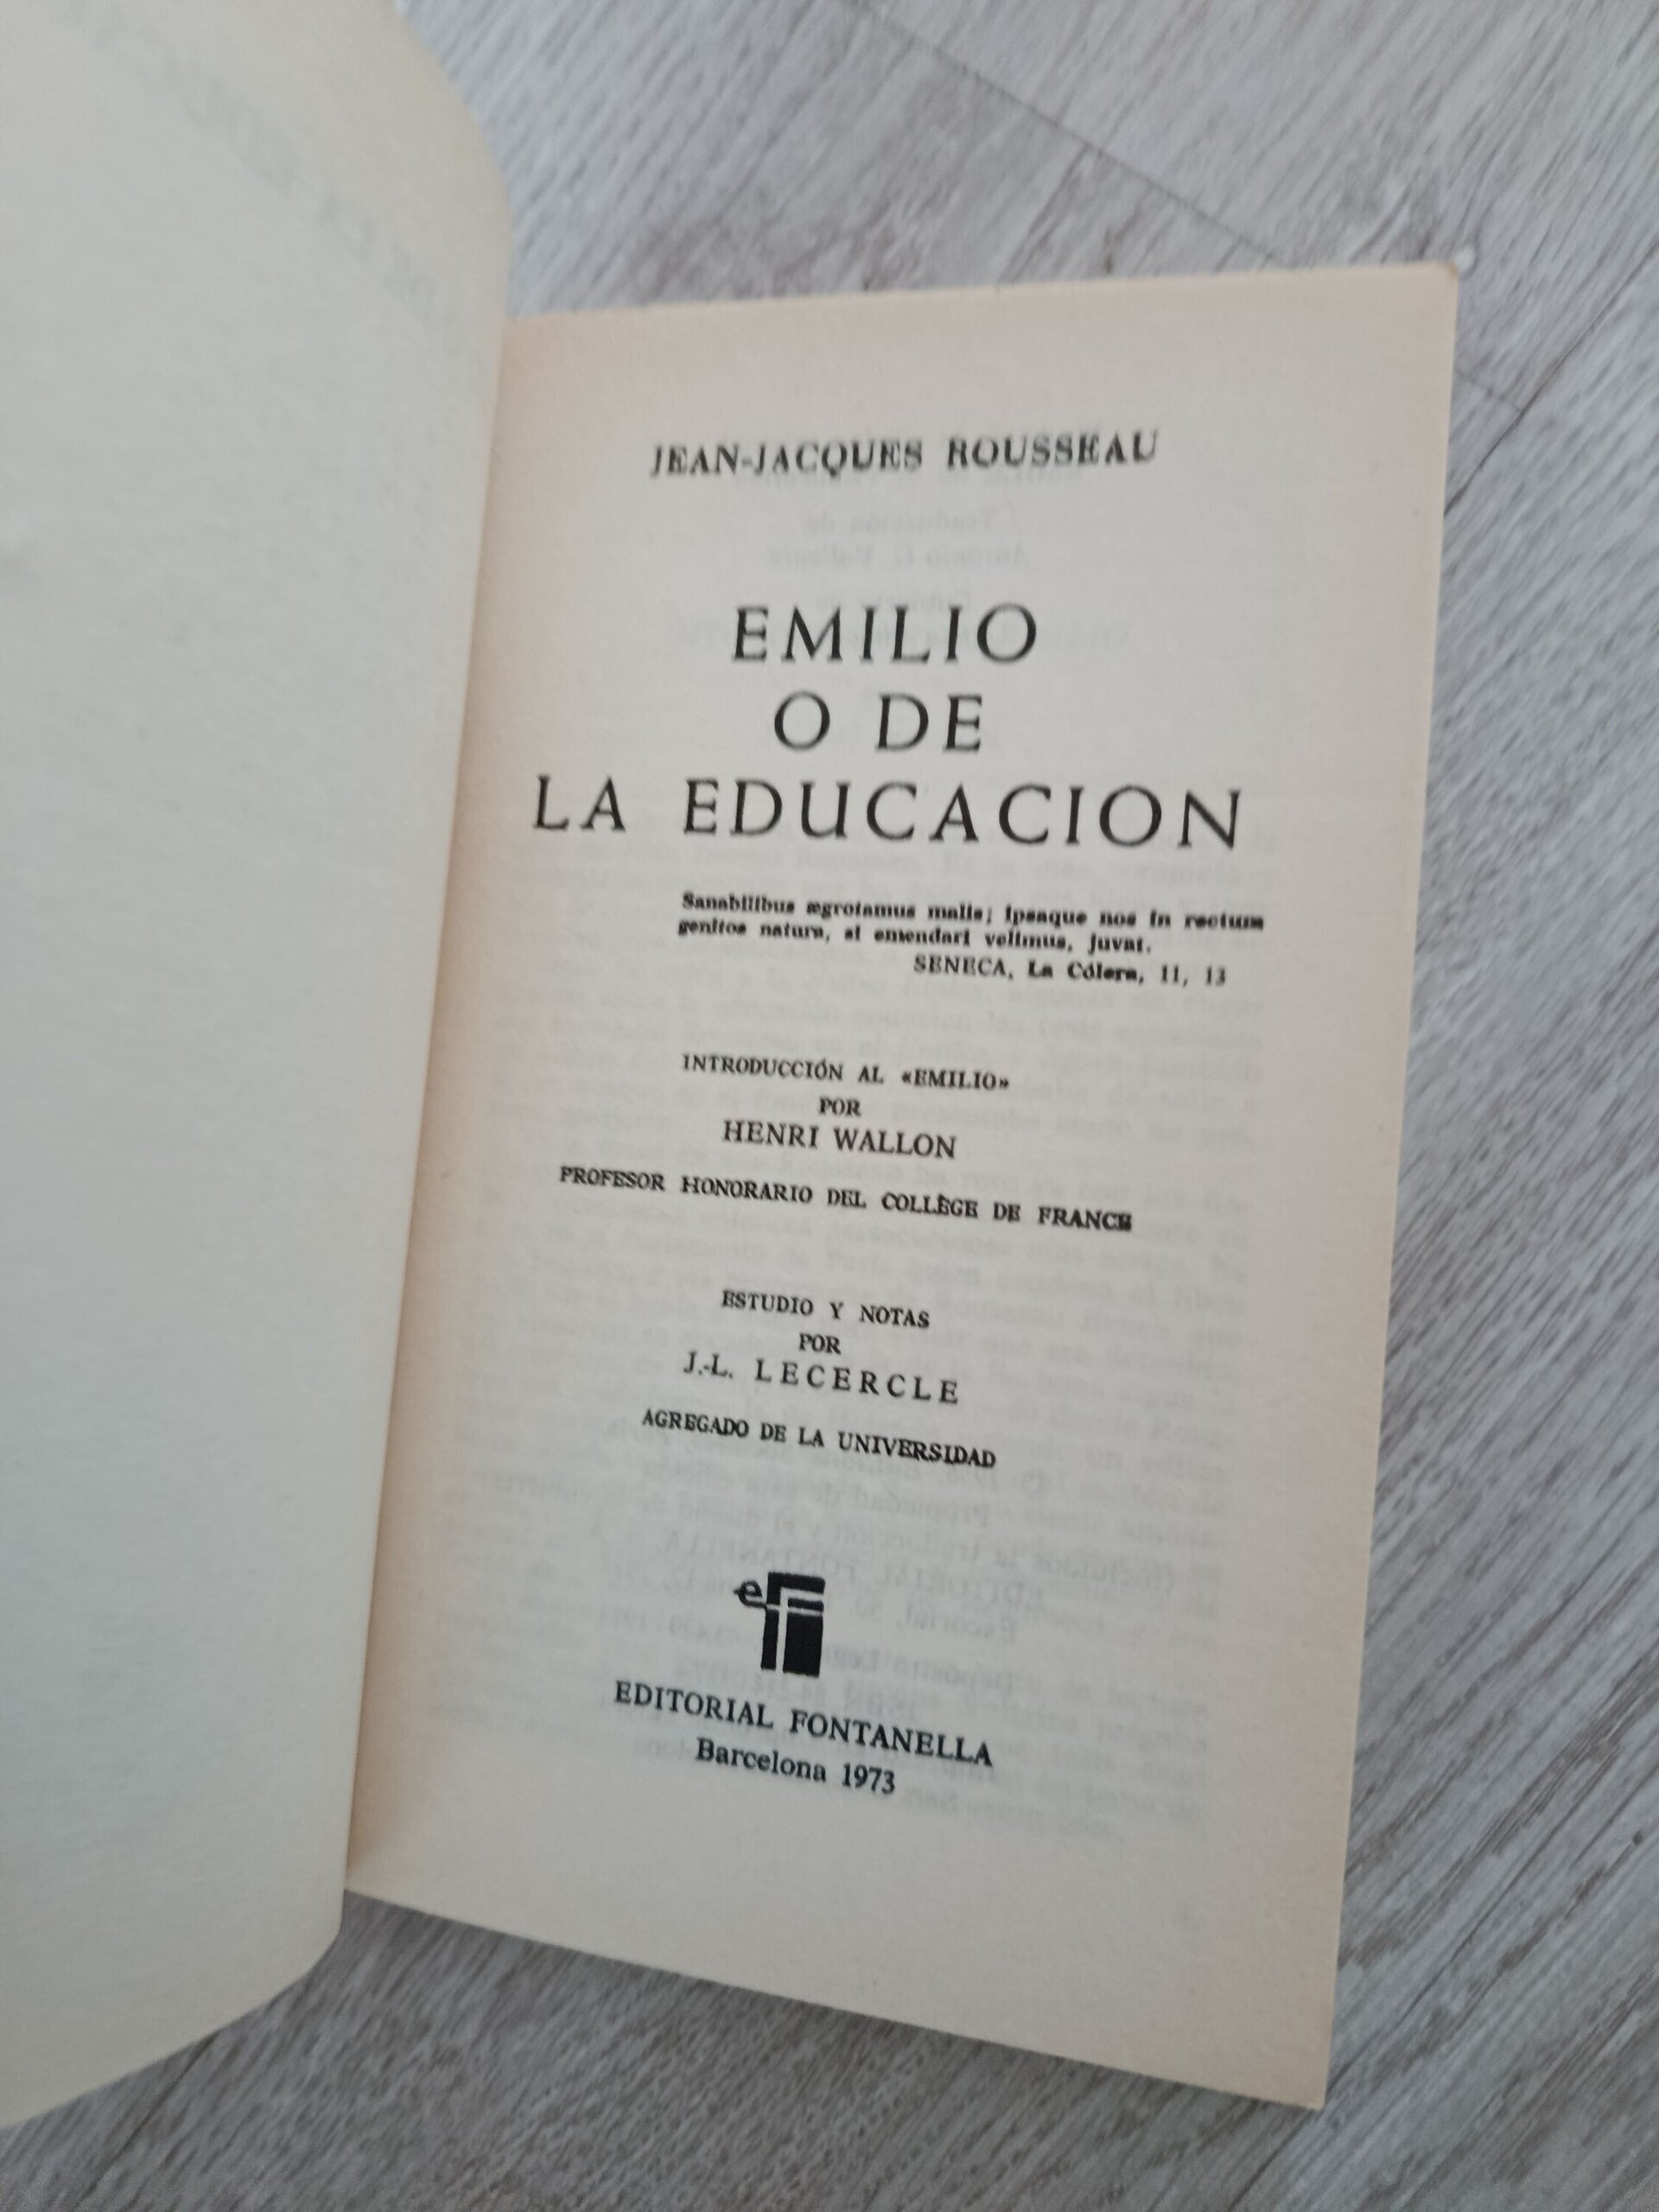 JEAN-JACQUES ROUSSEAU
EMILIO
O DE
LA EDUCACION
Sanabilibus ægrotamus malis; ipsaque nos in rectum
genitos natura, si emendari velimus, juvat.
SENECA, La Cólera, 11, 13
INTRODUCCIÓN AL «EMILIO»
POR
HENRI WALLON
PROFESOR HONORARIO DEL COLLÈGE DE FRANCE
ESTUDIO Y NOTAS
POR
J.-L. LECERCLE
AGREGADO DE LA UNIVERSIDAD
ef
EDITORIAL FONTANELLA
Barcelona 1973